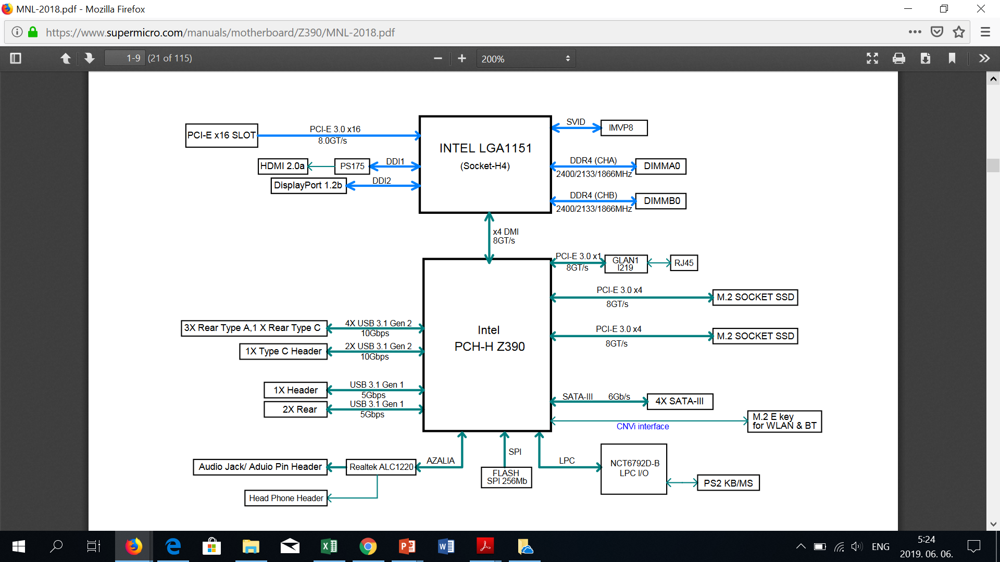 MNL-2018.pdf - Mozilla Firefox
https://www.supermicro.com/manuals/motherboard/Z390/MNL-2018.pdf
1-9 (21 of 115)
200%
PCI-E x16 SLOT
PCI-E 3.0 x16
8.0GT/s
INTEL LGA1151
(Socket-H4)
SVID
IMVP8
HDMI 2.0a
PS175
DDI1
DisplayPort 1.2b
DDI2
DDR4 (CHA)
2400/2133/1866MHz
DIMMA0
DDR4 (CHB)
2400/2133/1866MHz
DIMMB0
x4 DMI
8GT/s
PCI-E 3.0 x1
8GT/s
GLAN1
I219
RJ45
PCI-E 3.0 x4
8GT/s
M.2 SOCKET SSD
PCI-E 3.0 x4
8GT/s
M.2 SOCKET SSD
Intel
PCH-H Z390
3X Rear Type A,1 X Rear Type C
4X USB 3.1 Gen 2
10Gbps
1X Type C Header
2X USB 3.1 Gen 2
10Gbps
1X Header
USB 3.1 Gen 1
5Gbps
2X Rear
USB 3.1 Gen 1
5Gbps
SATA-III 6Gb/s
4X SATA-III
CNVi interface
M.2 E key
for WLAN & BT
Audio Jack/ Aduio Pin Header
Realtek ALC1220
AZALIA
Head Phone Header
SPI
FLASH
SPI 256Mb
LPC
NCT6792D-B
LPC I/O
PS2 KB/MS
ENG
5:24
2019. 06. 06.